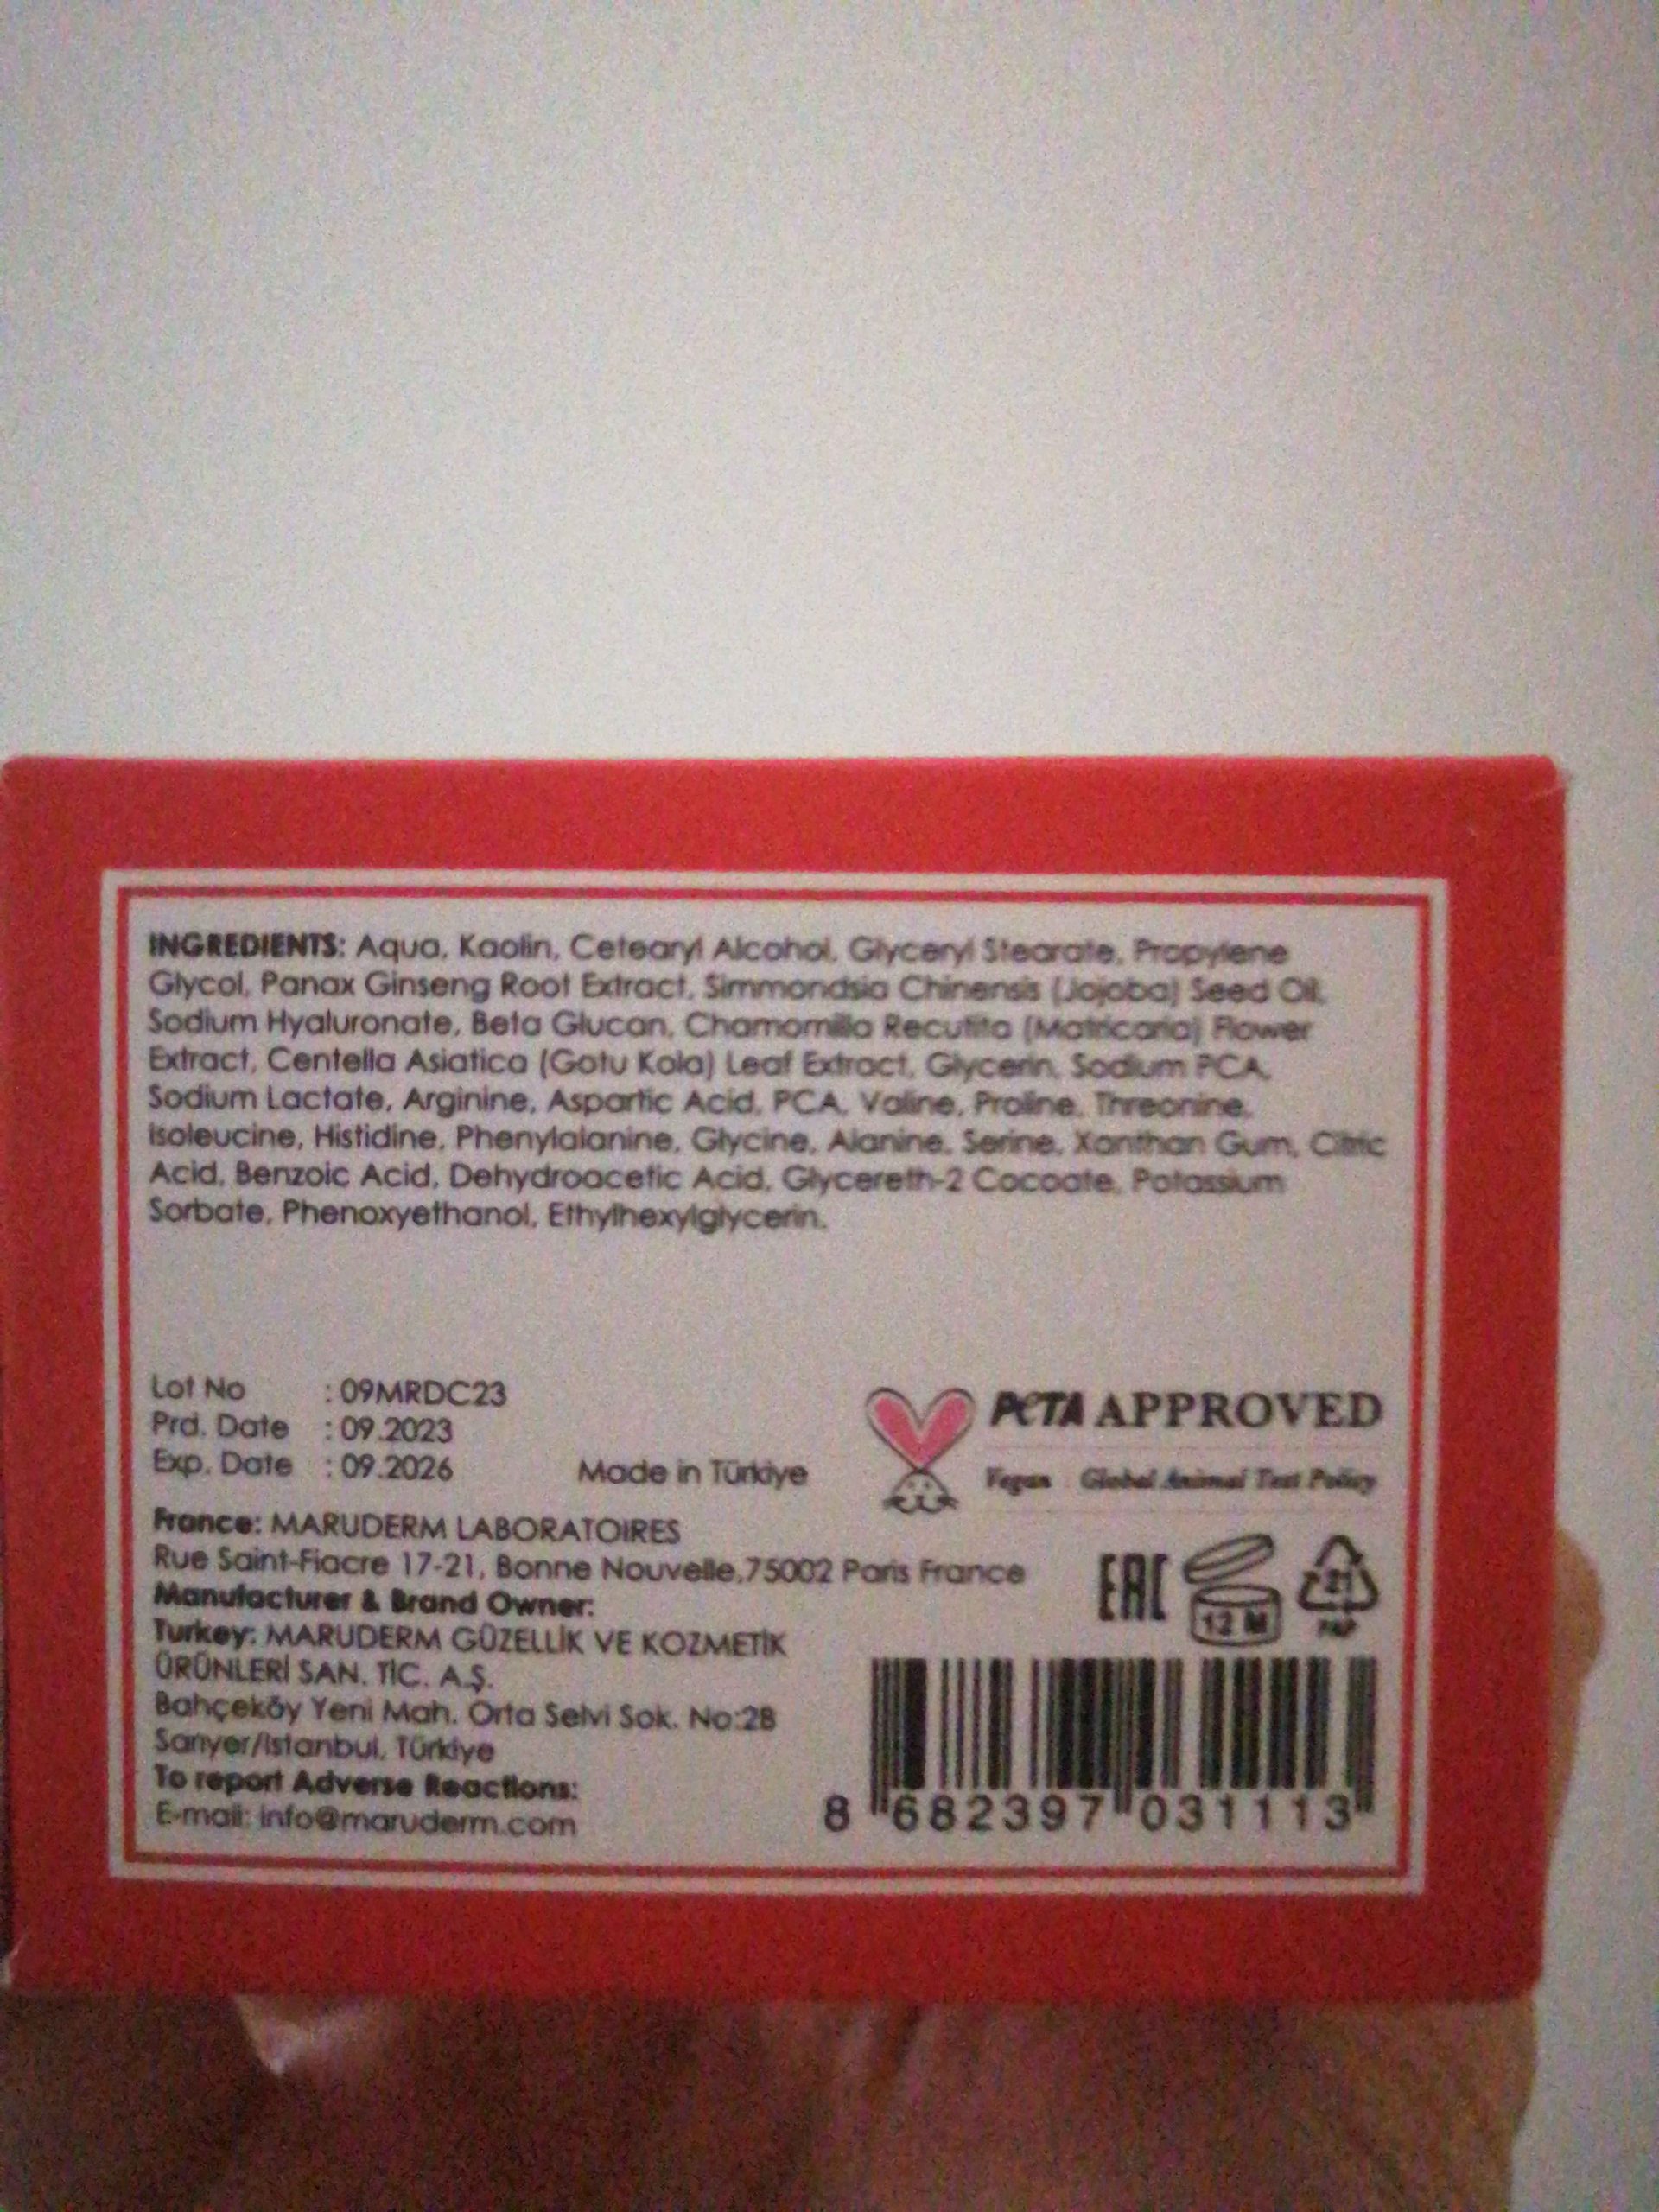 INGREDIENTS: Aqua, Kaolin, Cetearyl Alcohol, Glyceryl Stearate, Propylene
Glycol, Panax Ginseng Root Extract, Simmondsia Chinensis (Jojoba) Seed Oil,
Sodium Hyaluronate, Beta Glucan, Chamomilla Recutita (Matricaria) Flower
Extract, Centella Asiatica (Gotu Kola) Leaf Extract, Glycerin, Sodium PCA,
Sodium Lactate, Arginine, Aspartic Acid, PCA, Valine, Proline, Threonine,
Isoleucine, Histidine, Phenylalanine, Glycine, Alanine, Serine, Xanthan Gum, Citric
Acid, Benzoic Acid, Dehydroacetic Acid, Glycereth-2 Cocoate, Potassium
Sorbate, Phenoxyethanol, Ethylhexylglycerin.
Lot No : 09MRDC23
Prd. Date : 09.2023
Exp. Date : 09.2026
Made in Türkiye
PETA APPROVED
Vegan Global Animal Test Policy
France: MARUDERM LABORATOIRES
Rue Saint-Fiacre 17-21, Bonne Nouvelle,75002 Paris France
Manufacturer & Brand Owner:
Turkey: MARUDERM GÜZELLİK VE KOZMETİK
ÜRÜNLERİ SAN. TİC. A.Ş.
Bahçeköy Yeni Mah. Orta Selvi Sok. No:28
Sarıyer/İstanbul, Türkiye
To report Adverse Reactions:
E-mail: info@maruderm.com
EAC
12 M
21
PAP
8 682397 031113